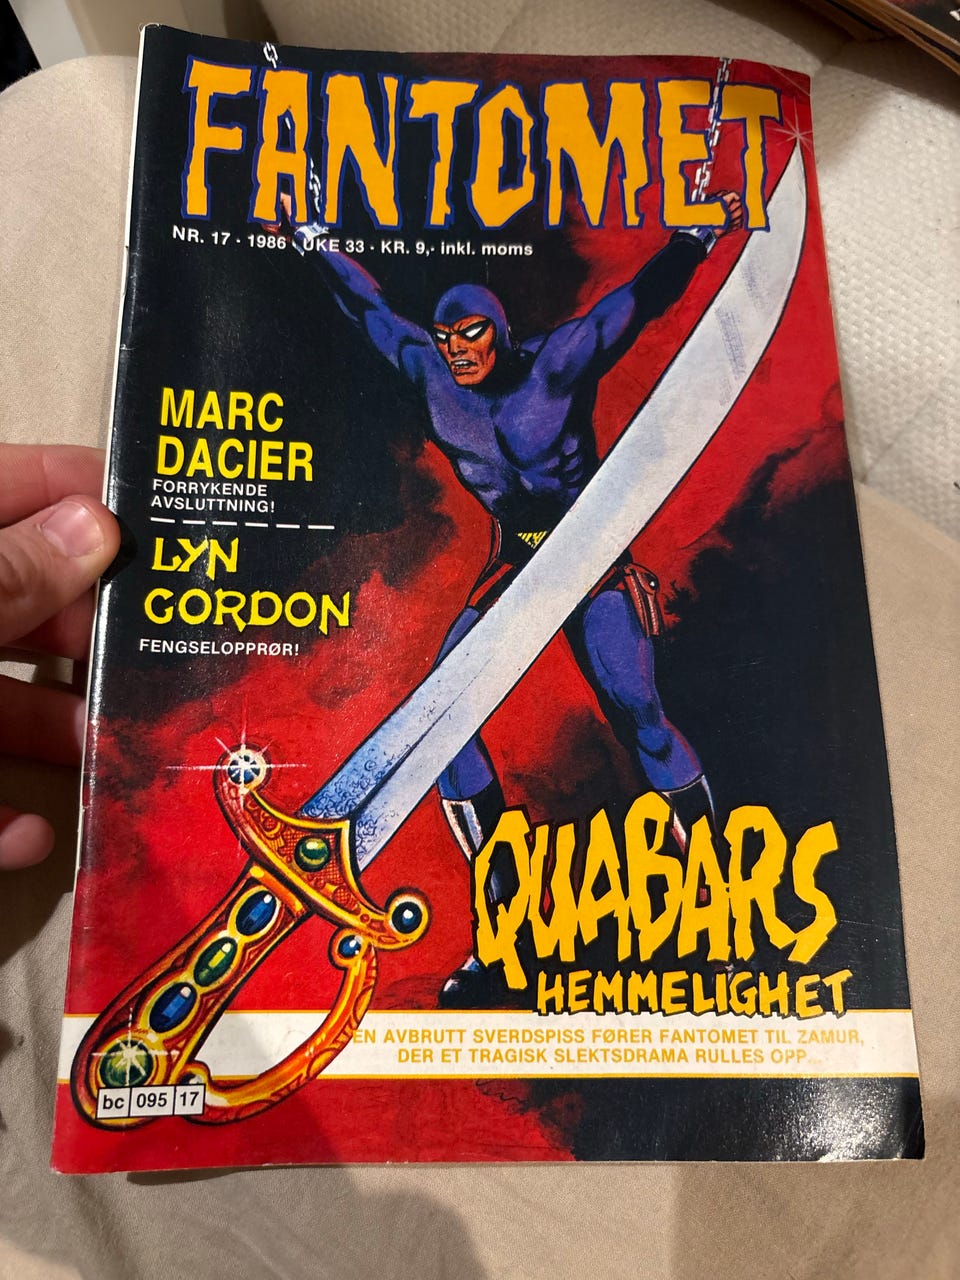 FANTOMET
NR. 17 · 1986 UKE 33 · KR. 9,- inkl. moms
MARC
DACIER
FORRYKENDE
AVSLUTTNING!
LYN
GORDON
FENGSELOPPRØR!
QUABARS
HEMMELIGHET
EN AVBRUTT SVERDSPISS FØRER FANTOMET TIL ZAMUR,
DER ET TRAGISK SLEKTSDRAMA RULLES OPP...
bc 095 17